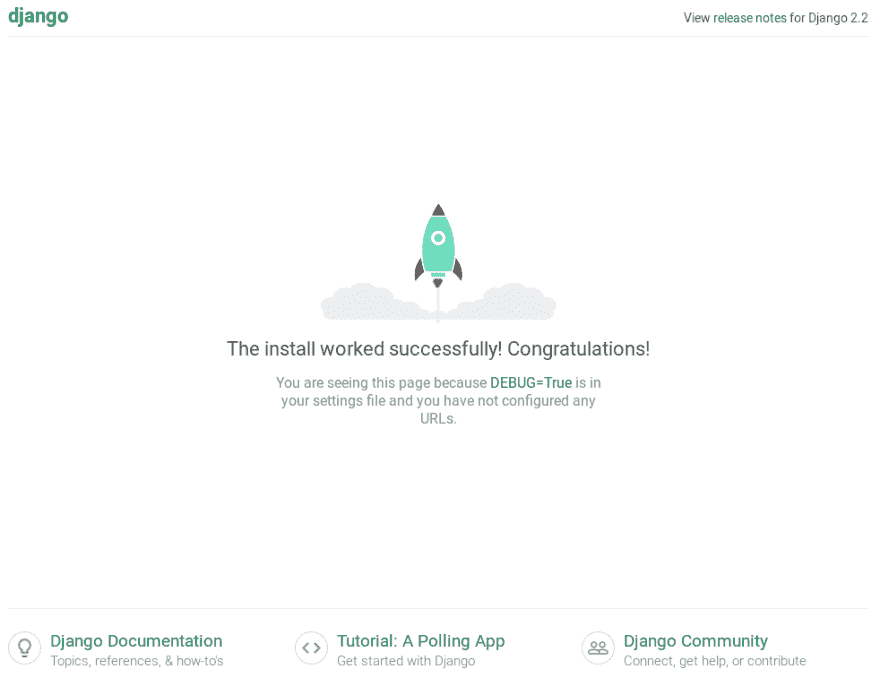 django
View release notes for Django 2.2
The install worked successfully! Congratulations!
You are seeing this page because DEBUG=True is in
your settings file and you have not configured any
URLs.
Django Documentation
Topics, references, & how-to's
Tutorial: A Polling App
Get started with Django
Django Community
Connect, get help, or contribute